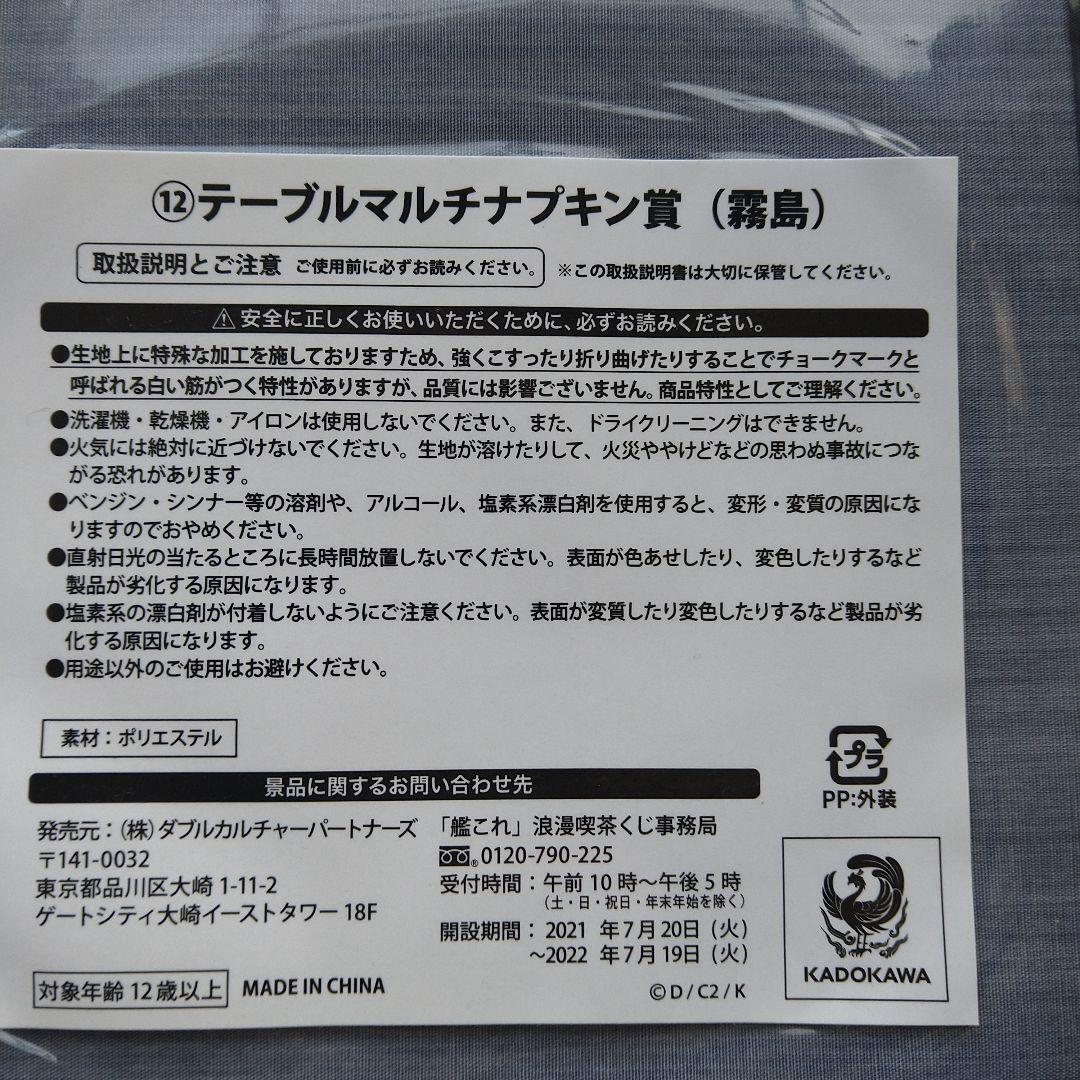 ⑫テーブルマルチナプキン賞（霧島）
取扱説明とご注意 ご使用前に必ずお読みください。 ※この取扱説明書は大切に保管してください。
⚠安全に正しくお使いいただくために、必ずお読みください。
●生地上に特殊な加工を施しておりますため、強くこすったり折り曲げたりすることでチョークマークと
呼ばれる白い筋がつく特性がありますが、品質には影響ございません。商品特性としてご理解ください。
●洗濯機・乾燥機・アイロンは使用しないでください。また、ドライクリーニングはできません。
●火気には絶対に近づけないでください。生地が溶けたりして、火災ややけどなどの思わぬ事故につな
がる恐れがあります。
●ベンジン・シンナー等の溶剤や、アルコール、塩素系漂白剤を使用すると、変形・変質の原因にな
りますのでおやめください。
●直射日光の当たるところに長時間放置しないでください。表面が色あせしたり、変色したりするなど
製品が劣化する原因になります。
●塩素系の漂白剤が付着しないようにご注意ください。表面が変質したり変色したりするなど製品が劣
化する原因になります。
●用途以外のご使用はお避けください。
素材：ポリエステル
プラ
PP:外装
景品に関するお問い合わせ先
発売元：（株）ダブルカルチャーパートナーズ
〒141-0032
東京都品川区大崎 1-11-2
ゲートシティ大崎イーストタワー 18F
「艦これ」浪漫喫茶くじ事務局
®0120-790-225
受付時間：午前 10 時〜午後 5 時
（土・日・祝日・年末年始を除く）
開設期間：2021 年 7 月 20 日（火）
〜2022 年 7 月 19 日（火）
対象年齢 12 歳以上 MADE IN CHINA
©D / C2 / K
KADOKAWA